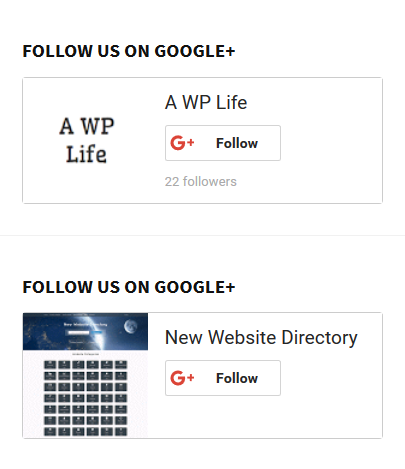 FOLLOW US ON GOOGLE+
A WP
Life
A WP Life
G+ Follow
22 followers
FOLLOW US ON GOOGLE+
New Website Directory
New Website Directory
G+ Follow